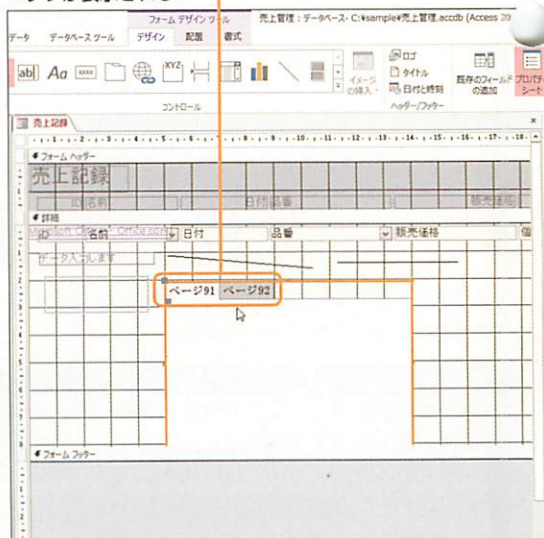 フォーム デザイン ツール
売上管理 : データベース- C:¥sample¥売上管理.accdb (Access 20
データ
データベース ツール
デザイン
配置
書式
ab|
Aa
XXXX
XYZ
イメージの挿入
ロゴ
タイトル
日付と時刻
既存のフィールドの追加
プロパティシート
コントロール
ヘッダー/フッター
売上記録
フォーム ヘッダー
売上記録
ID 名前
日付 品番
販売価格
詳細
ID
名前
日付
品番
販売価格
個
データ入力します
ページ91
ページ92
フォーム フッター